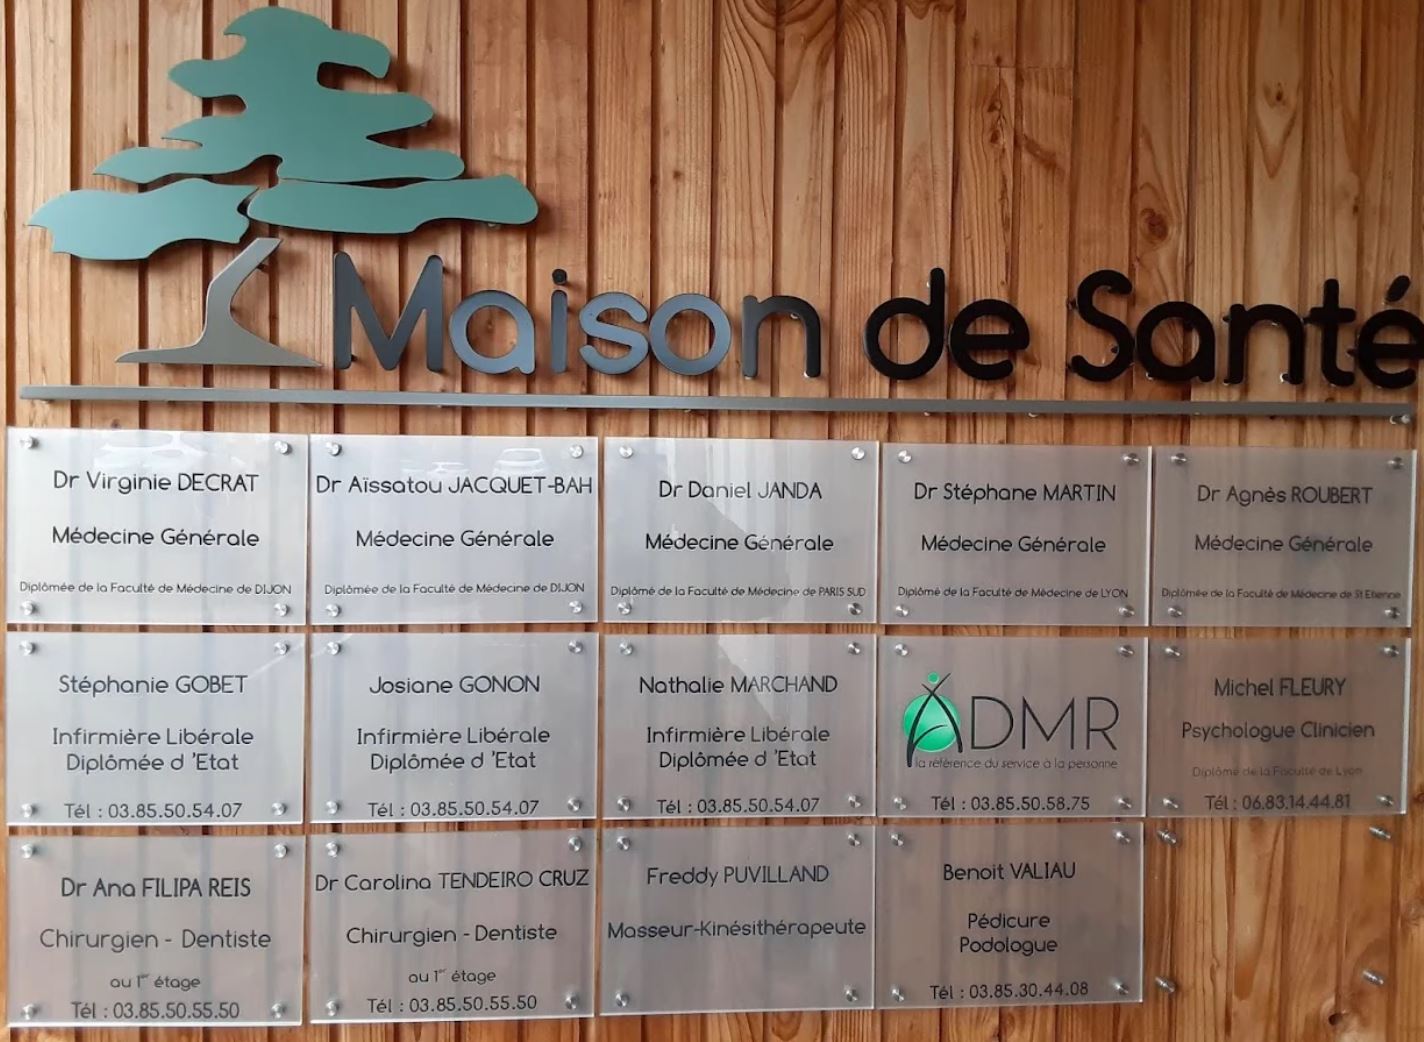 Maison de Santé
Dr Virginie DECRAT
Médecine Générale
Diplômée de la Faculté de Médecine de DIJON
Dr Aïssatou JACQUET-BAH
Médecine Générale
Diplômée de la Faculté de Médecine de DIJON
Dr Daniel JANDA
Médecine Générale
Diplômé de la Faculté de Médecine de PARIS SUD
Dr Stéphane MARTIN
Médecine Générale
Diplômé de la Faculté de Médecine de LYON
Dr Agnès ROUBERT
Médecine Générale
Diplômée de la Faculté de Médecine de St Etienne
Stéphanie GOBET
Infirmière Libérale
Diplômée d 'Etat
Tél : 03.85.50.54.07
Josiane GONON
Infirmière Libérale
Diplômée d 'Etat
Tél : 03.85.50.54.07
Nathalie MARCHAND
Infirmière Libérale
Diplômée d 'Etat
Tél : 03.85.50.54.07
ADMR
la référence du service à la personne
Tél : 03.85.50.58.75
Michel FLEURY
Psychologue Clinicien
Diplômé de la Faculté de Lyon
Tél : 06.83.14.44.81
Dr Ana FILIPA REIS
Chirurgien - Dentiste
au 1er étage
Tél : 03.85.50.55.50
Dr Carolina TENDEIRO CRUZ
Chirurgien - Dentiste
au 1er étage
Tél : 03.85.50.55.50
Freddy PUVILLAND
Masseur-Kinésithérapeute
Benoit VALIAU
Pédicure
Podologue
Tél : 03.85.30.44.08